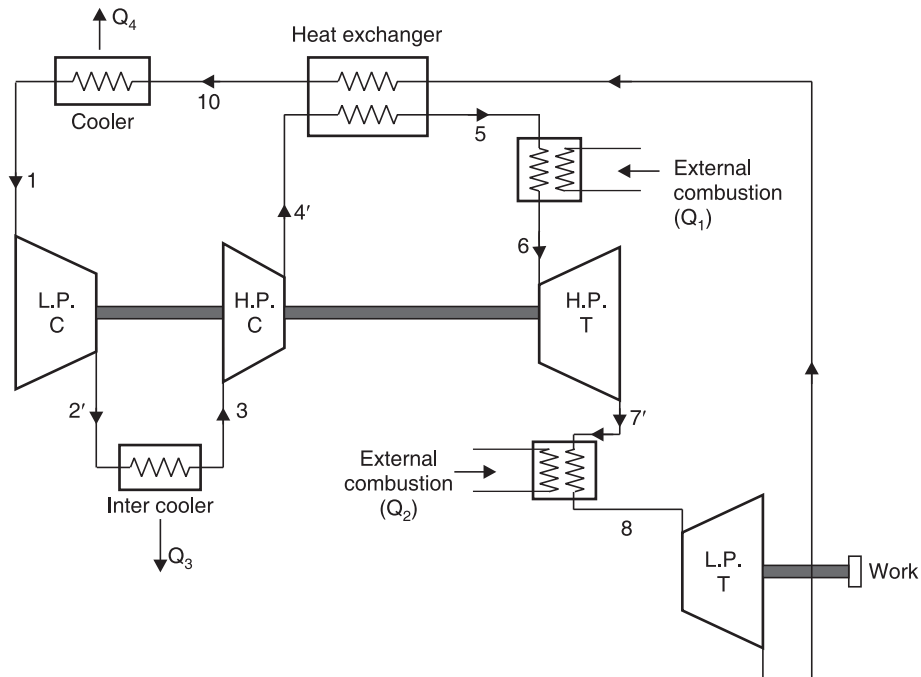 Q4
Heat exchanger
10
Cooler
5
1
External
combustion
(Q1)
4′
6
L.P.
C
H.P.
C
H.P.
T
2′
3
7′
External
combustion
(Q2)
Inter cooler
8
Q3
L.P.
T
Work